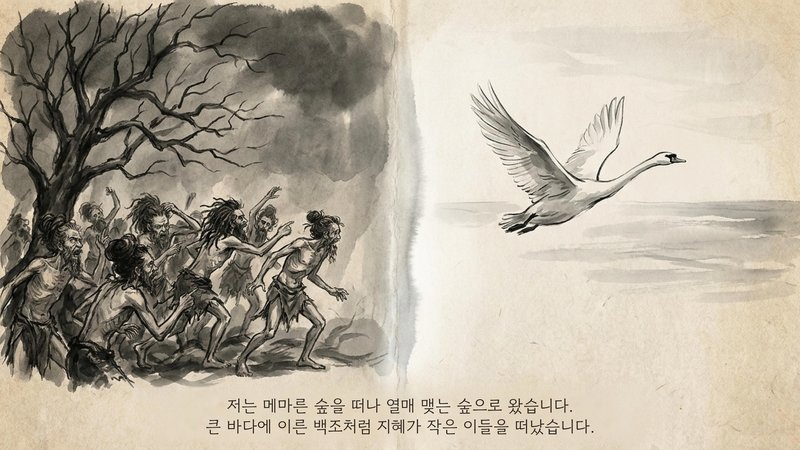 저는 메마른 숲을 떠나 열매 맺는 숲으로 왔습니다.
큰 바다에 이른 백조처럼 지혜가 작은 이들을 떠났습니다.